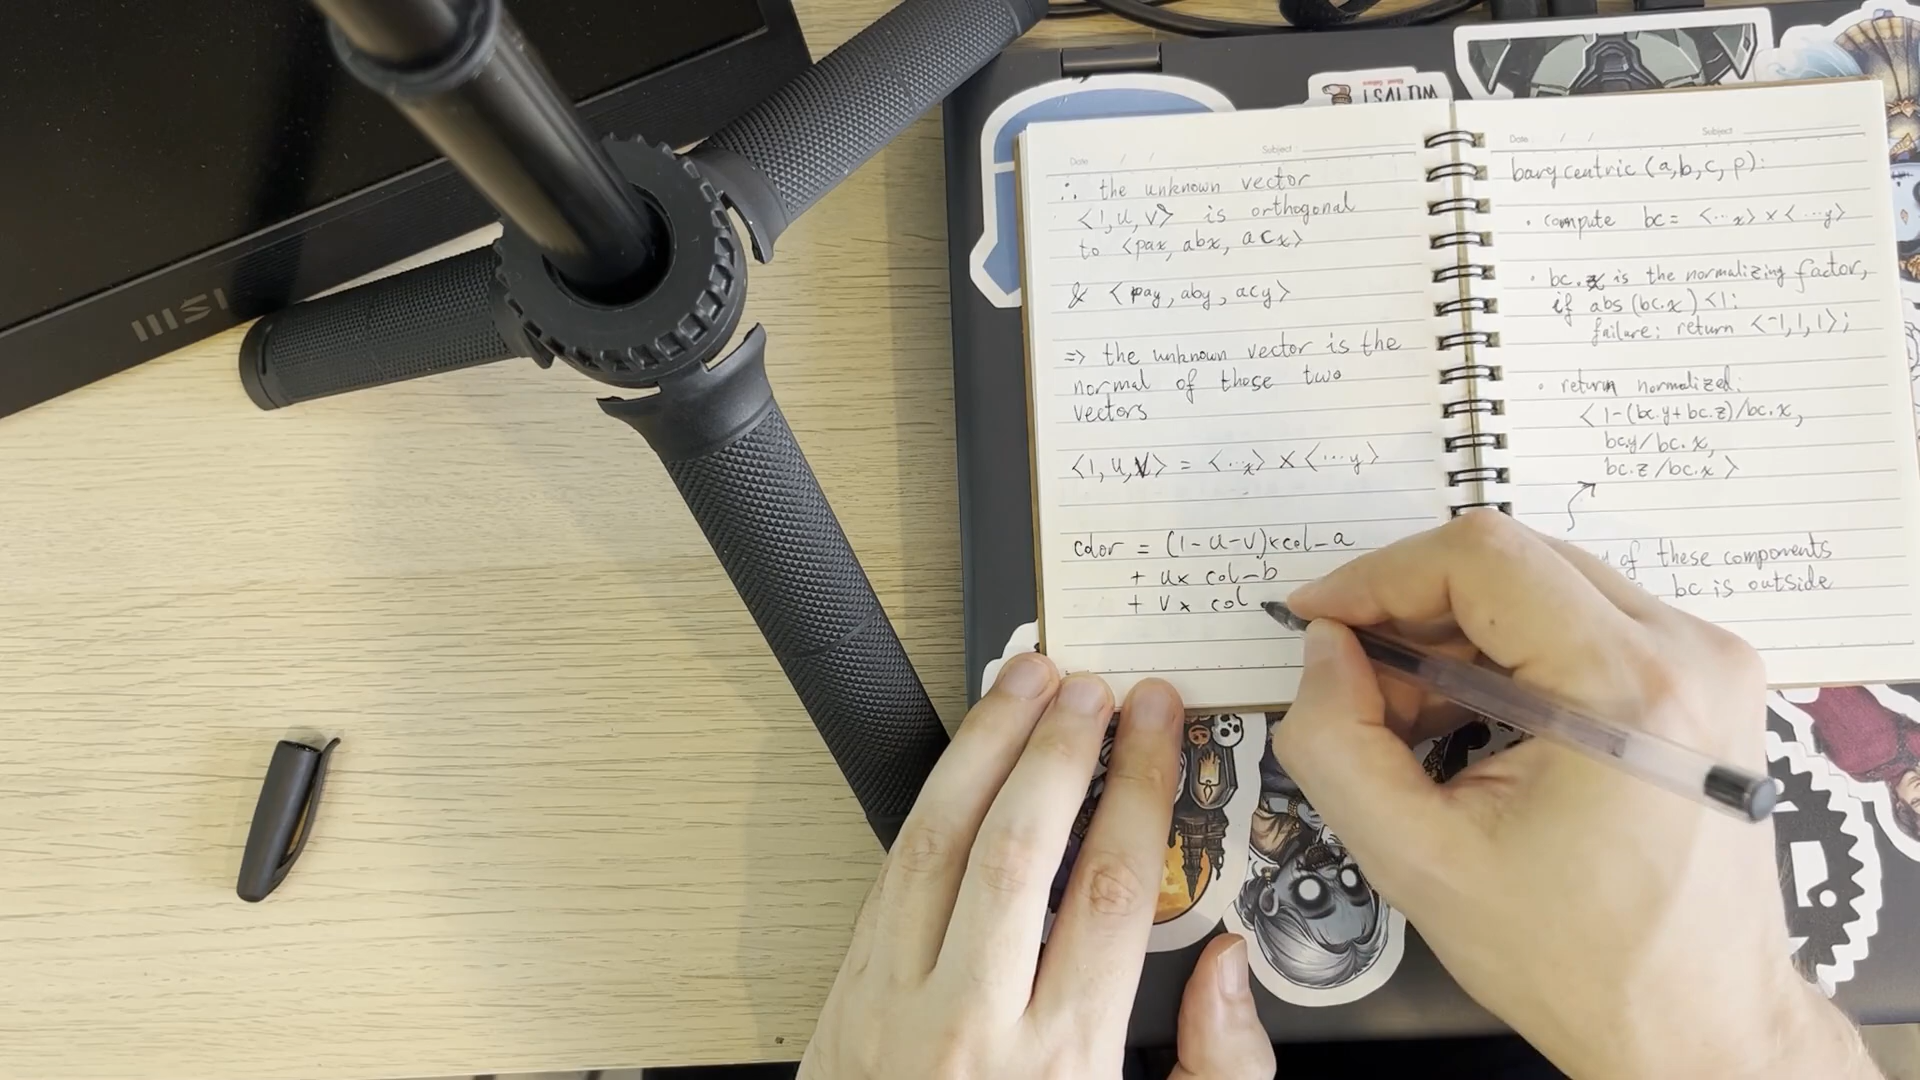 msi
WILLVS1
Date / /
Subject
∴ the unknown vector
<1, u, v> is orthogonal
to <pax, abx, acx>
& <pay, aby, acy>
=> the unknown vector is the
normal of these two
vectors
<1, u, v> = <...x> × <...y>
color = (1-u-v)×col_a
+ u× col_b
+ v× col
Date / /
Subject
barycentric (a,b,c, p):
• compute bc = <...x> × <...y>
• bc.x is the normalizing factor,
if abs (bc.x) <1:
failure: return <-1,1,1>;
• return normalized:
<1-(bc.y+bc.z)/bc.x,
bc.y/bc.x,
bc.z/bc.x>
of these components
bc is outside